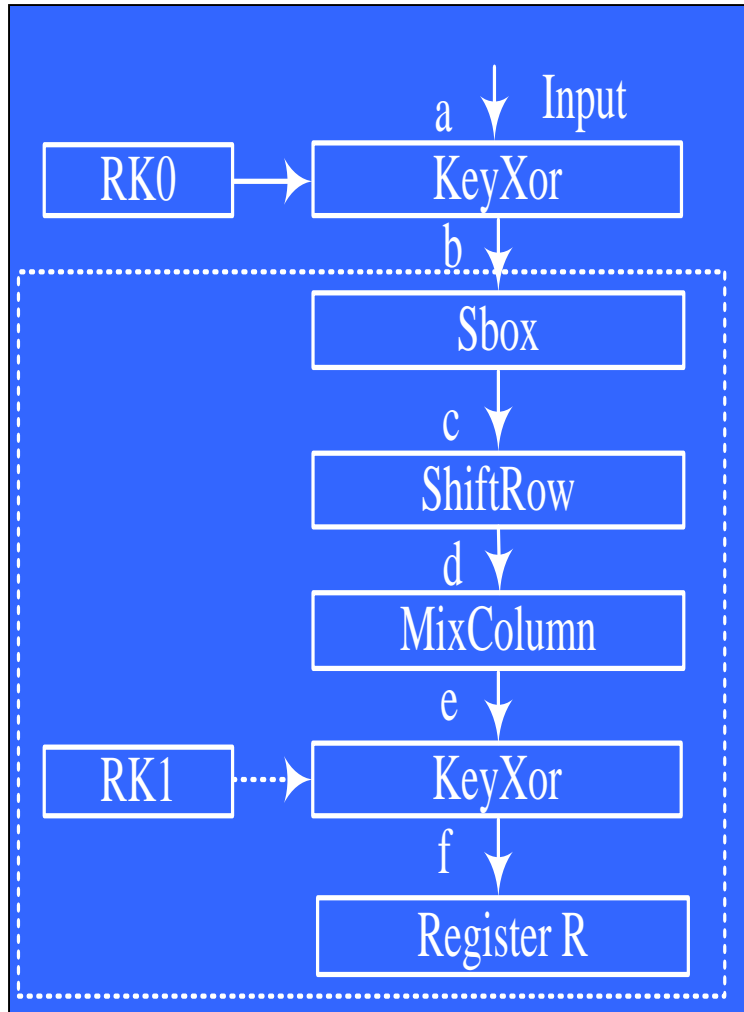 Input
a
RK0
KeyXor
b
Sbox
c
ShiftRow
d
MixColumn
e
RK1
KeyXor
f
Register R